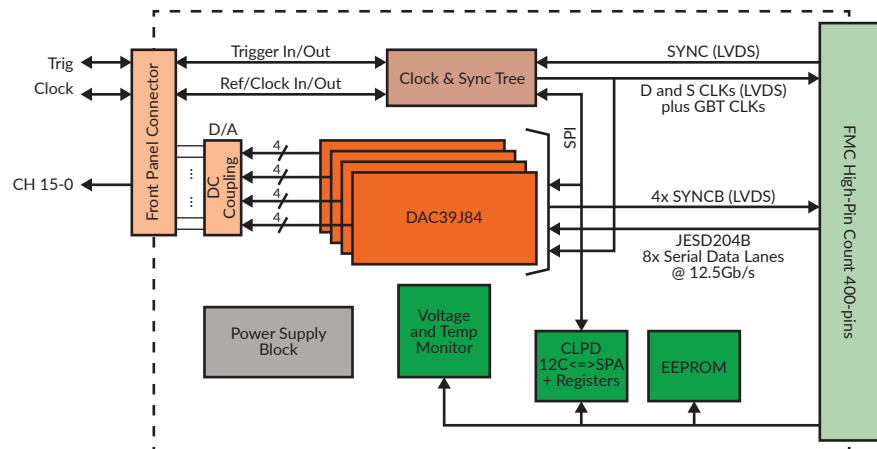 Trig
Clock
CH 15-0
Front Panel Connector
Trigger In/Out
Ref/Clock In/Out
Clock & Sync Tree
SYNC (LVDS)
D and S CLKs (LVDS)
plus GBT CLKs
SPI
D/A
DC
Coupling
...
...
4
4
4
4
DAC39J84
4x SYNCB (LVDS)
JESD204B
8x Serial Data Lanes
@ 12.5Gb/s
FMC High-Pin Count 400-pins
Power Supply
Block
Voltage
and Temp
Monitor
CLPD
12C<=>SPA
+ Registers
EEPROM